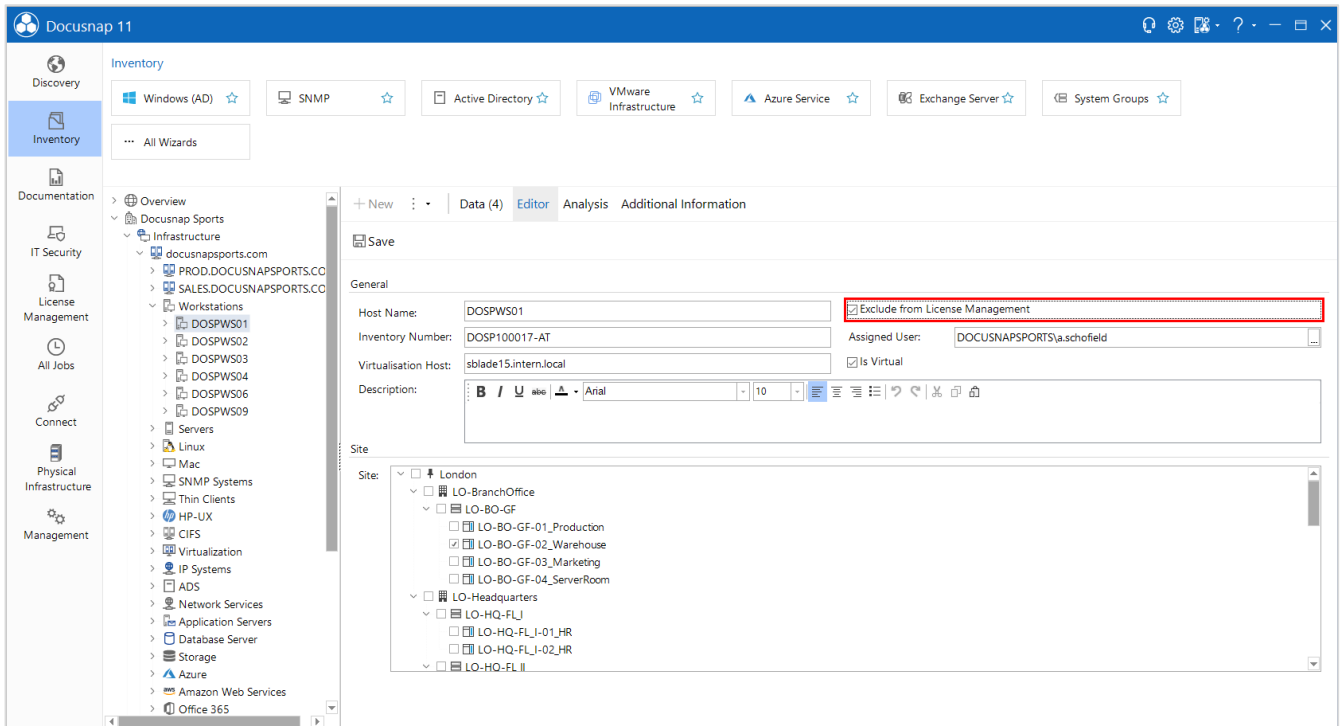 Docusnap 11
Discovery
Inventory
Documentation
IT Security
License
Management
All Jobs
Connect
Physical
Infrastructure
Management
Inventory
Windows (AD)
SNMP
Active Directory
VMware
Infrastructure
Azure Service
Exchange Server
System Groups
All Wizards
Overview
Docusnap Sports
Infrastructure
docusnapsports.com
PROD.DOCUSNAPSPORTS.CO
SALES.DOCUSNAPSPORTS.CO
Workstations
DOSPWS01
DOSPWS02
DOSPWS03
DOSPWS04
DOSPWS06
DOSPWS09
Servers
Linux
Mac
SNMP Systems
Thin Clients
HP-UX
CIFS
Virtualization
IP Systems
ADS
Network Services
Application Servers
Database Server
Storage
Azure
Amazon Web Services
Office 365
New
Data (4) Editor Analysis Additional Information
Save
General
Host Name: DOSPWS01
Exclude from License Management
Inventory Number: DOSP100017-AT
Assigned User: DOCUSNAPSPORTS\a.schofield ...
Virtualisation Host: sblade15.intern.local
Is Virtual
Description:
B I U abc A Arial 10
Site
Site:
London
LO-BranchOffice
LO-BO-GF
LO-BO-GF-01_Production
LO-BO-GF-02_Warehouse
LO-BO-GF-03_Marketing
LO-BO-GF-04_ServerRoom
LO-Headquarters
LO-HQ-FL_I
LO-HQ-FL_I-01_HR
LO-HQ-FL_I-02_HR
LO-HQ-FL_II